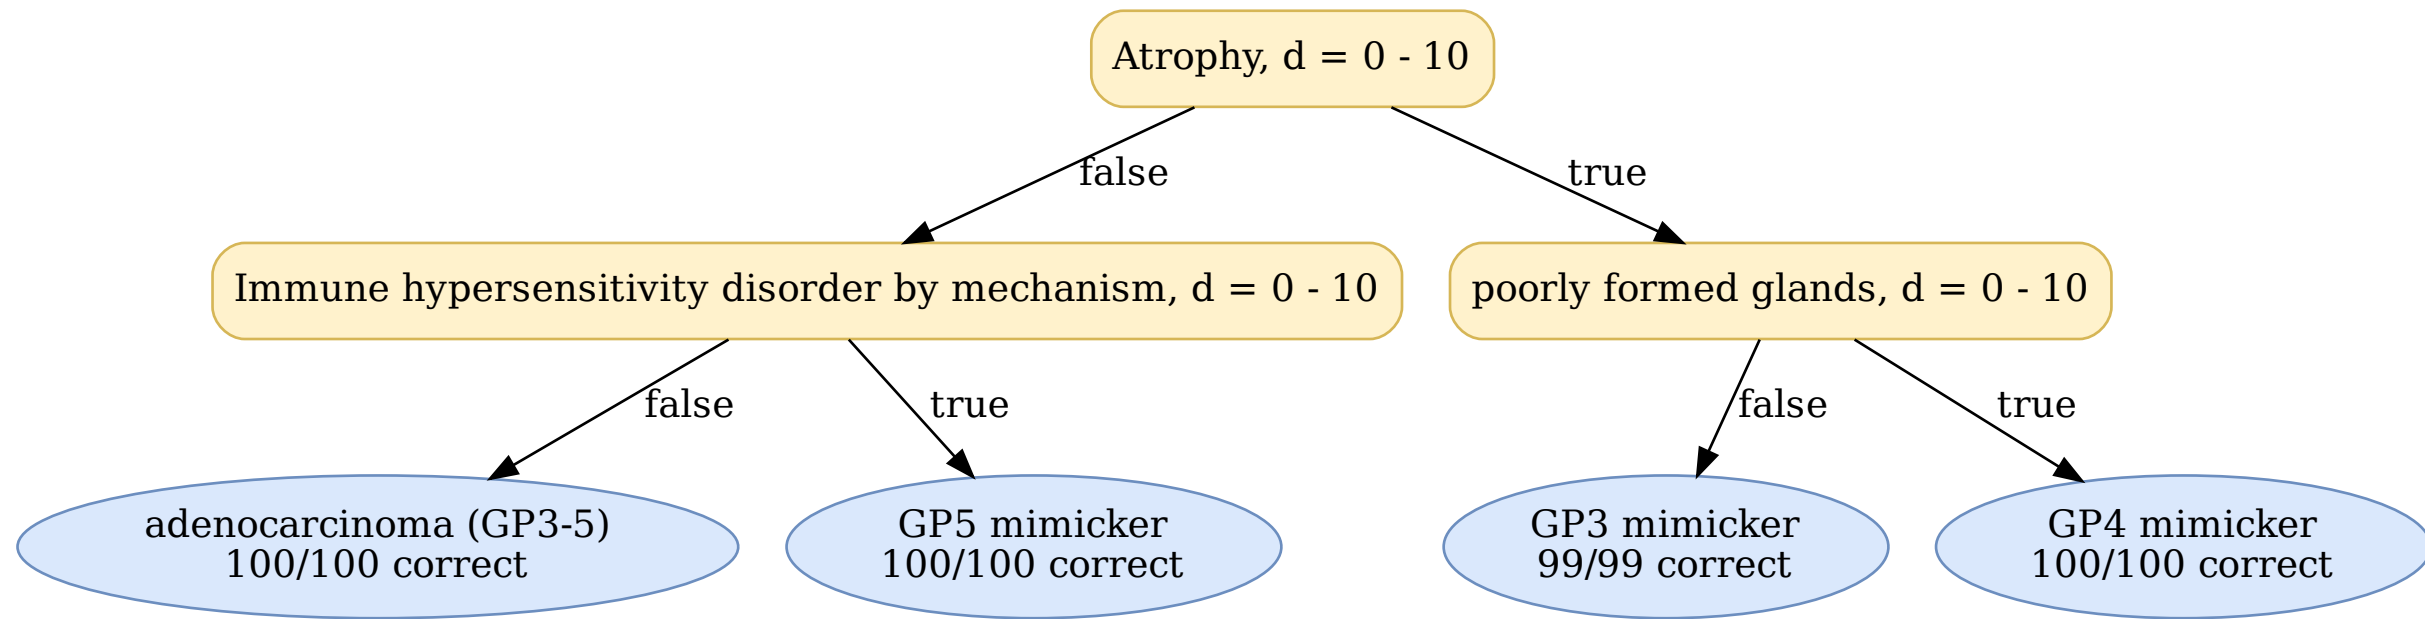 Atrophy, d = 0 - 10
false
true
Immune hypersensitivity disorder by mechanism, d = 0 - 10
poorly formed glands, d = 0 - 10
false
true
false
true
adenocarcinoma (GP3-5)
100/100 correct
GP5 mimicker
100/100 correct
GP3 mimicker
99/99 correct
GP4 mimicker
100/100 correct